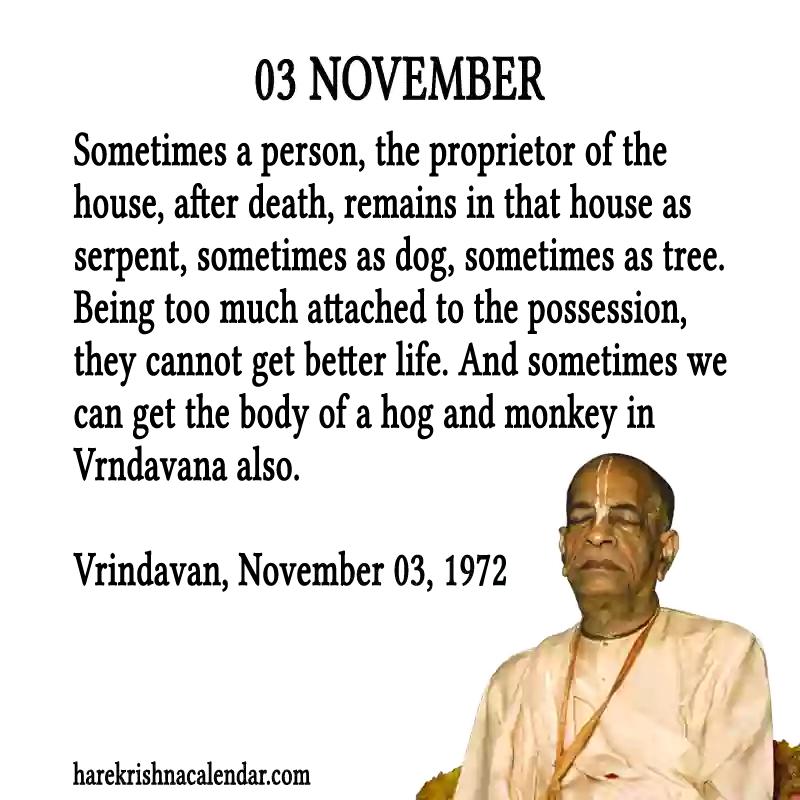 03 NOVEMBER
Sometimes a person, the proprietor of the
house, after death, remains in that house as
serpent, sometimes as dog, sometimes as tree.
Being too much attached to the possession,
they cannot get better life. And sometimes we
can get the body of a hog and monkey in
Vrndavana also.
Vrindavan, November 03, 1972
harekrishnacalendar.com